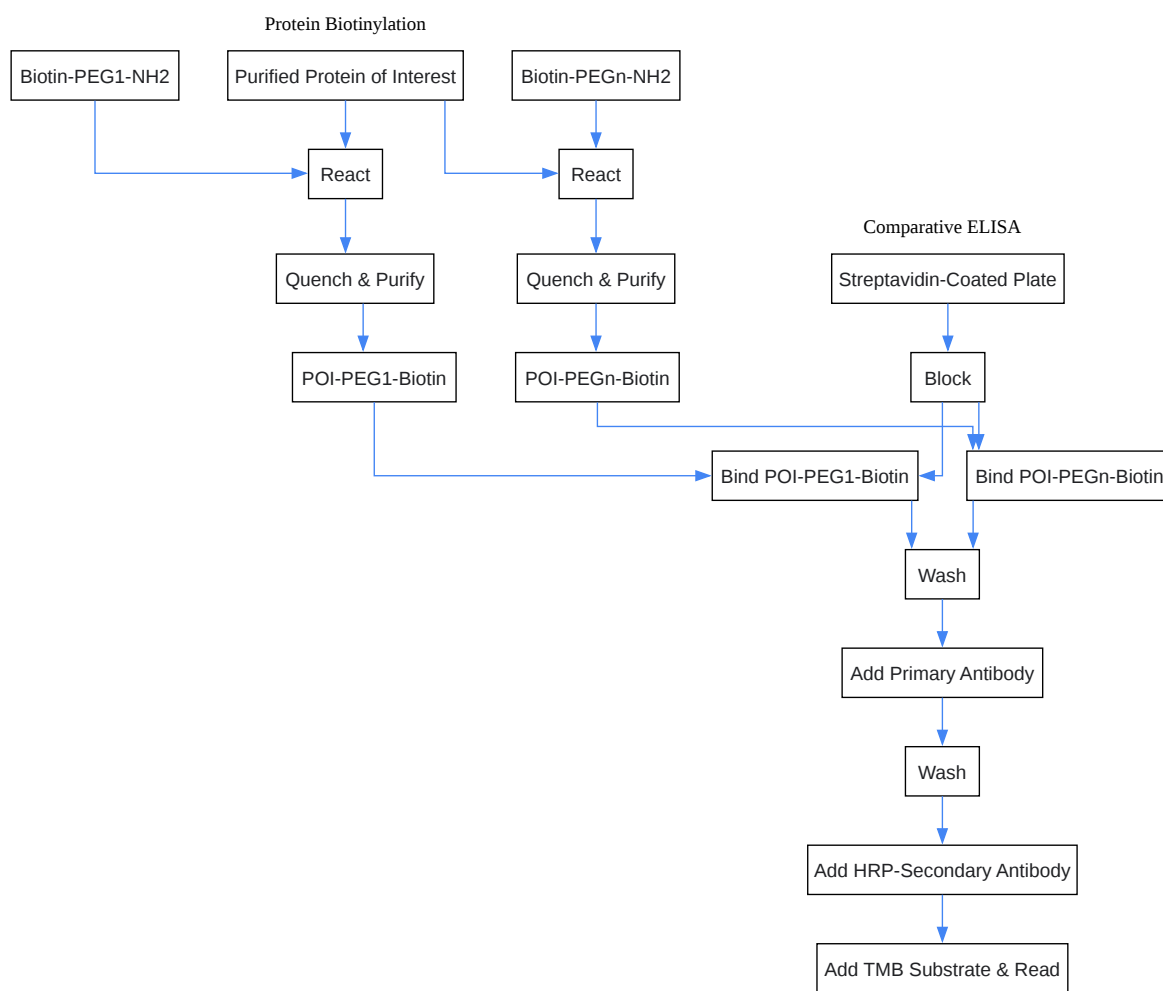 Protein Biotinylation
Biotin-PEG1-NH2
Purified Protein of Interest
Biotin-PEGn-NH2
React
React
Comparative ELISA
Quench & Purify
Quench & Purify
Streptavidin-Coated Plate
POI-PEG1-Biotin
POI-PEGn-Biotin
Block
Bind POI-PEG1-Biotin
Bind POI-PEGn-Biotin
Wash
Add Primary Antibody
Wash
Add HRP-Secondary Antibody
Add TMB Substrate & Read